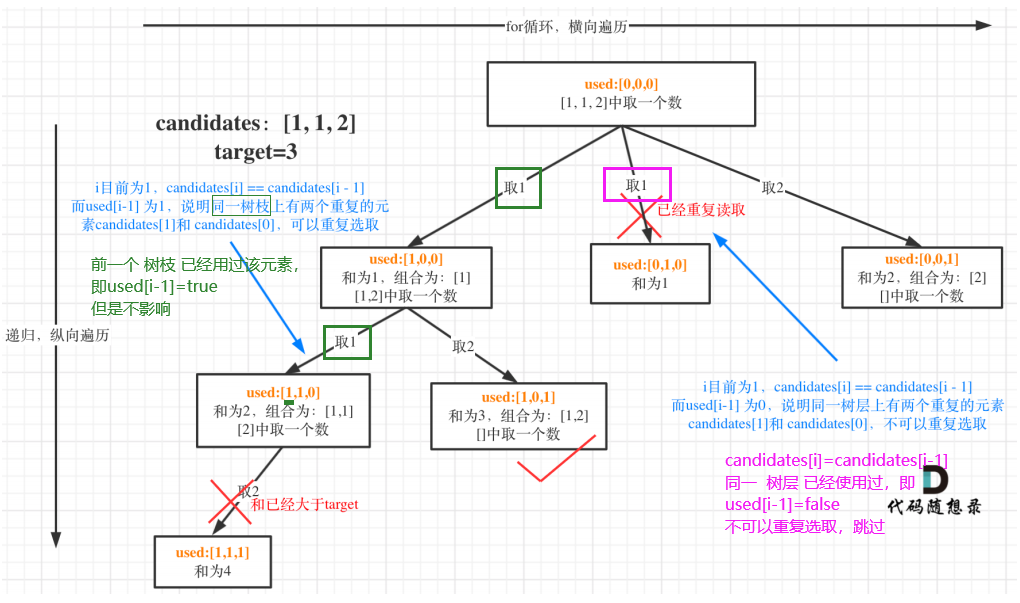 for循环，横向遍历
used:[0,0,0]
[1, 1, 2]中取一个数
candidates：[1, 1, 2]
target=3
i目前为1，candidates[i] == candidates[i - 1]
而used[i-1] 为1，说明同一树枝上有两个重复的元
素candidates[1]和 candidates[0]，可以重复选取
取1
取1
取2
已经重复读取
前一个 树枝 已经用过该元素，
即used[i-1]=true
但是不影响
used:[1,0,0]
和为1，组合为：[1]
[1,2]中取一个数
used:[0,1,0]
和为1
used:[0,0,1]
和为2，组合为：[2]
[]中取一个数
递归，纵向遍历
取1
取2
used:[1,1,0]
和为2，组合为：[1,1]
[2]中取一个数
used:[1,0,1]
和为3，组合为：[1,2]
[]中取一个数
i目前为1，candidates[i] == candidates[i - 1]
而used[i-1] 为0，说明同一树层上有两个重复的元素
candidates[1]和 candidates[0]，不可以重复选取
candidates[i]=candidates[i-1]
同一 树层 已经使用过，即
used[i-1]=false
不可以重复选取，跳过
代码随想录
取2
和已经大于target
used:[1,1,1]
和为4